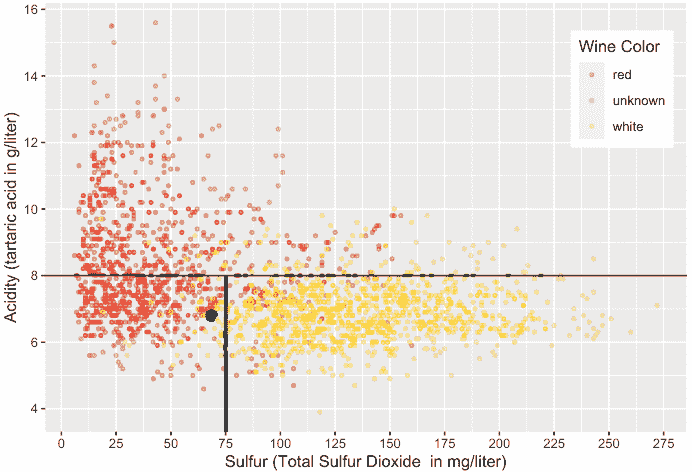 Wine Color
red
unknown
white
16
14
12
10
8
6
4
Acidity (tartaric acid in g/liter)
0 25 50 75 100 125 150 175 200 225 250 275
Sulfur (Total Sulfur Dioxide in mg/liter)